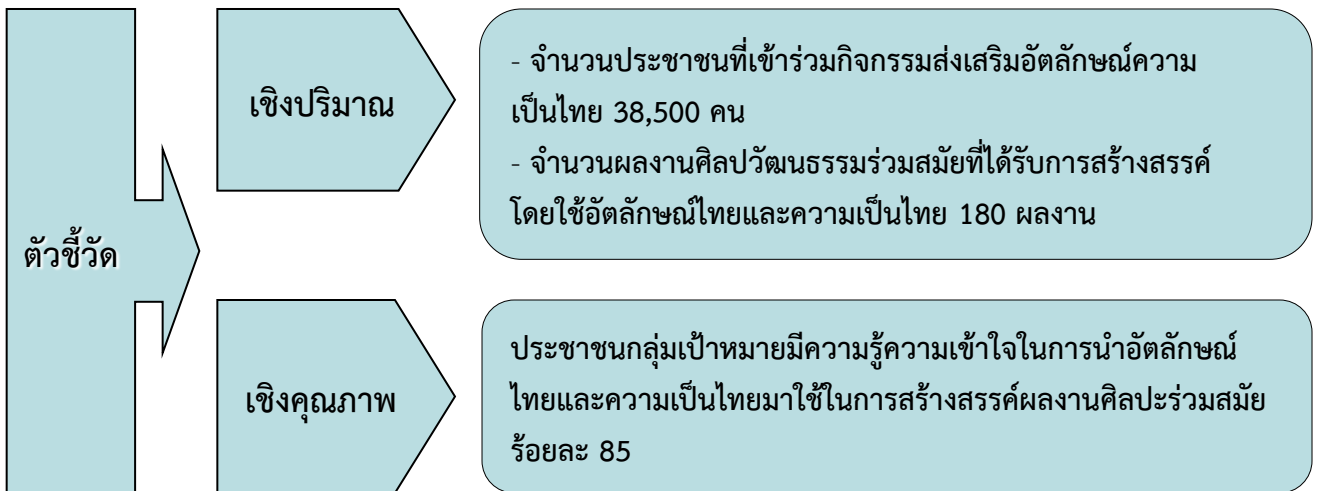 ตัวชี้วัด
เชิงปริมาณ
- จำนวนประชาชนที่เข้าร่วมกิจกรรมส่งเสริมอัตลักษณ์ความ
เป็นไทย 38,500 คน
- จำนวนผลงานศิลปวัฒนธรรมร่วมสมัยที่ได้รับการสร้างสรรค์
โดยใช้อัตลักษณ์ไทยและความเป็นไทย 180 ผลงาน
เชิงคุณภาพ
ประชาชนกลุ่มเป้าหมายมีความรู้ความเข้าใจในการนำอัตลักษณ์
ไทยและความเป็นไทยมาใช้ในการสร้างสรรค์ผลงานศิลปะร่วมสมัย
ร้อยละ 85